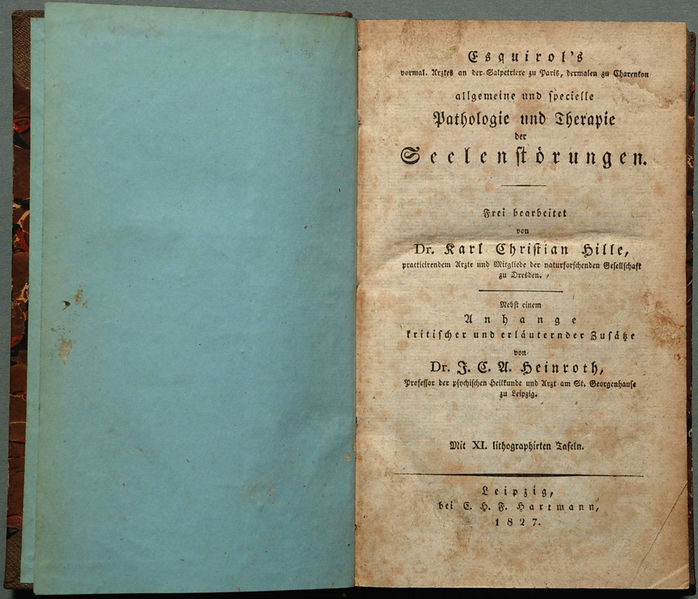 Esquirol's
vormal. Arztes an der Salpetriere zu Paris, dermalen zu Charenton
allgemeine und specielle
Pathologie und Therapie
der
Seelenstörungen.
Frei bearbeitet
von
Dr. Karl Christian Hille,
practicirendem Arzte und Mitgliede der naturforschenden Gesellschaft
zu Dresden.
Nebst einem
Anhange
kritischer und erläuternder Zusätze
von
Dr. J. C. A. Heinroth,
Professor der psychischen Heilkunde und Arzt am St. Georgenhause
zu Leipzig.
Mit XI. lithographirten Tafeln.
Leipzig,
bei C. H. F. Hartmann,
1827.